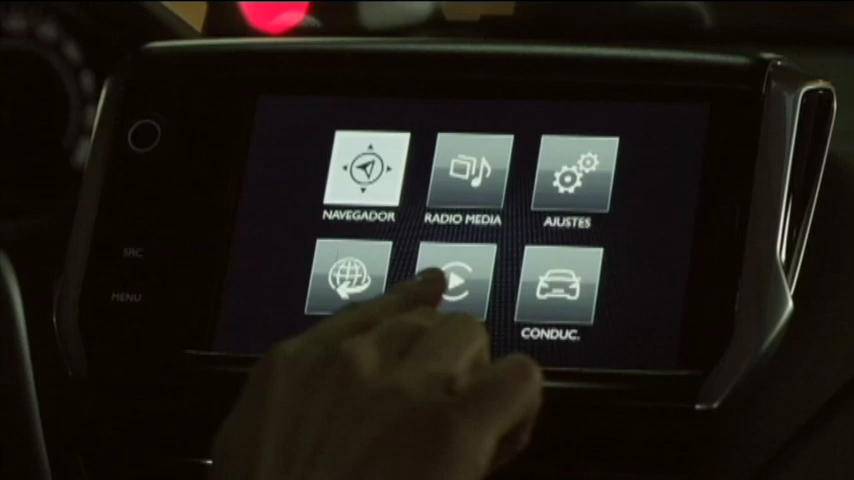 NAVEGADOR
RADIO MEDIA
AJUSTES
SRC
MENU
CONDUC.